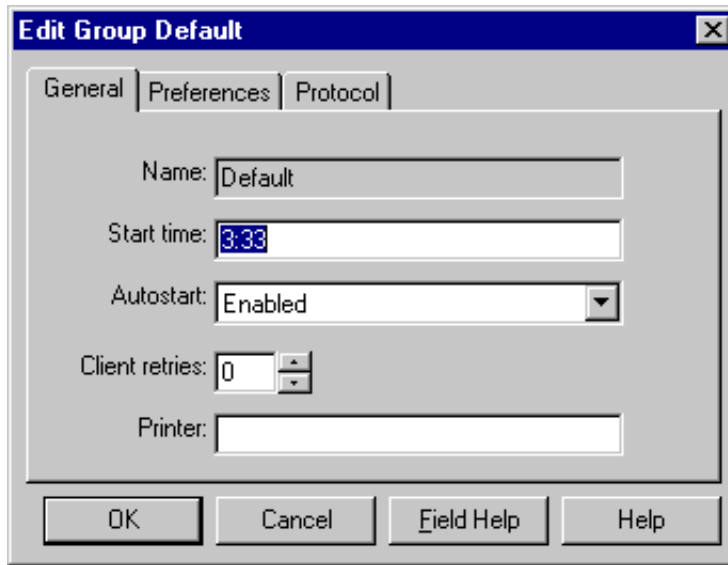 Edit Group Default
General Preferences Protocol
Name: Default
Start time: 3:33
Autostart: Enabled
Client retries: 0
Printer:
OK Cancel Field Help Help